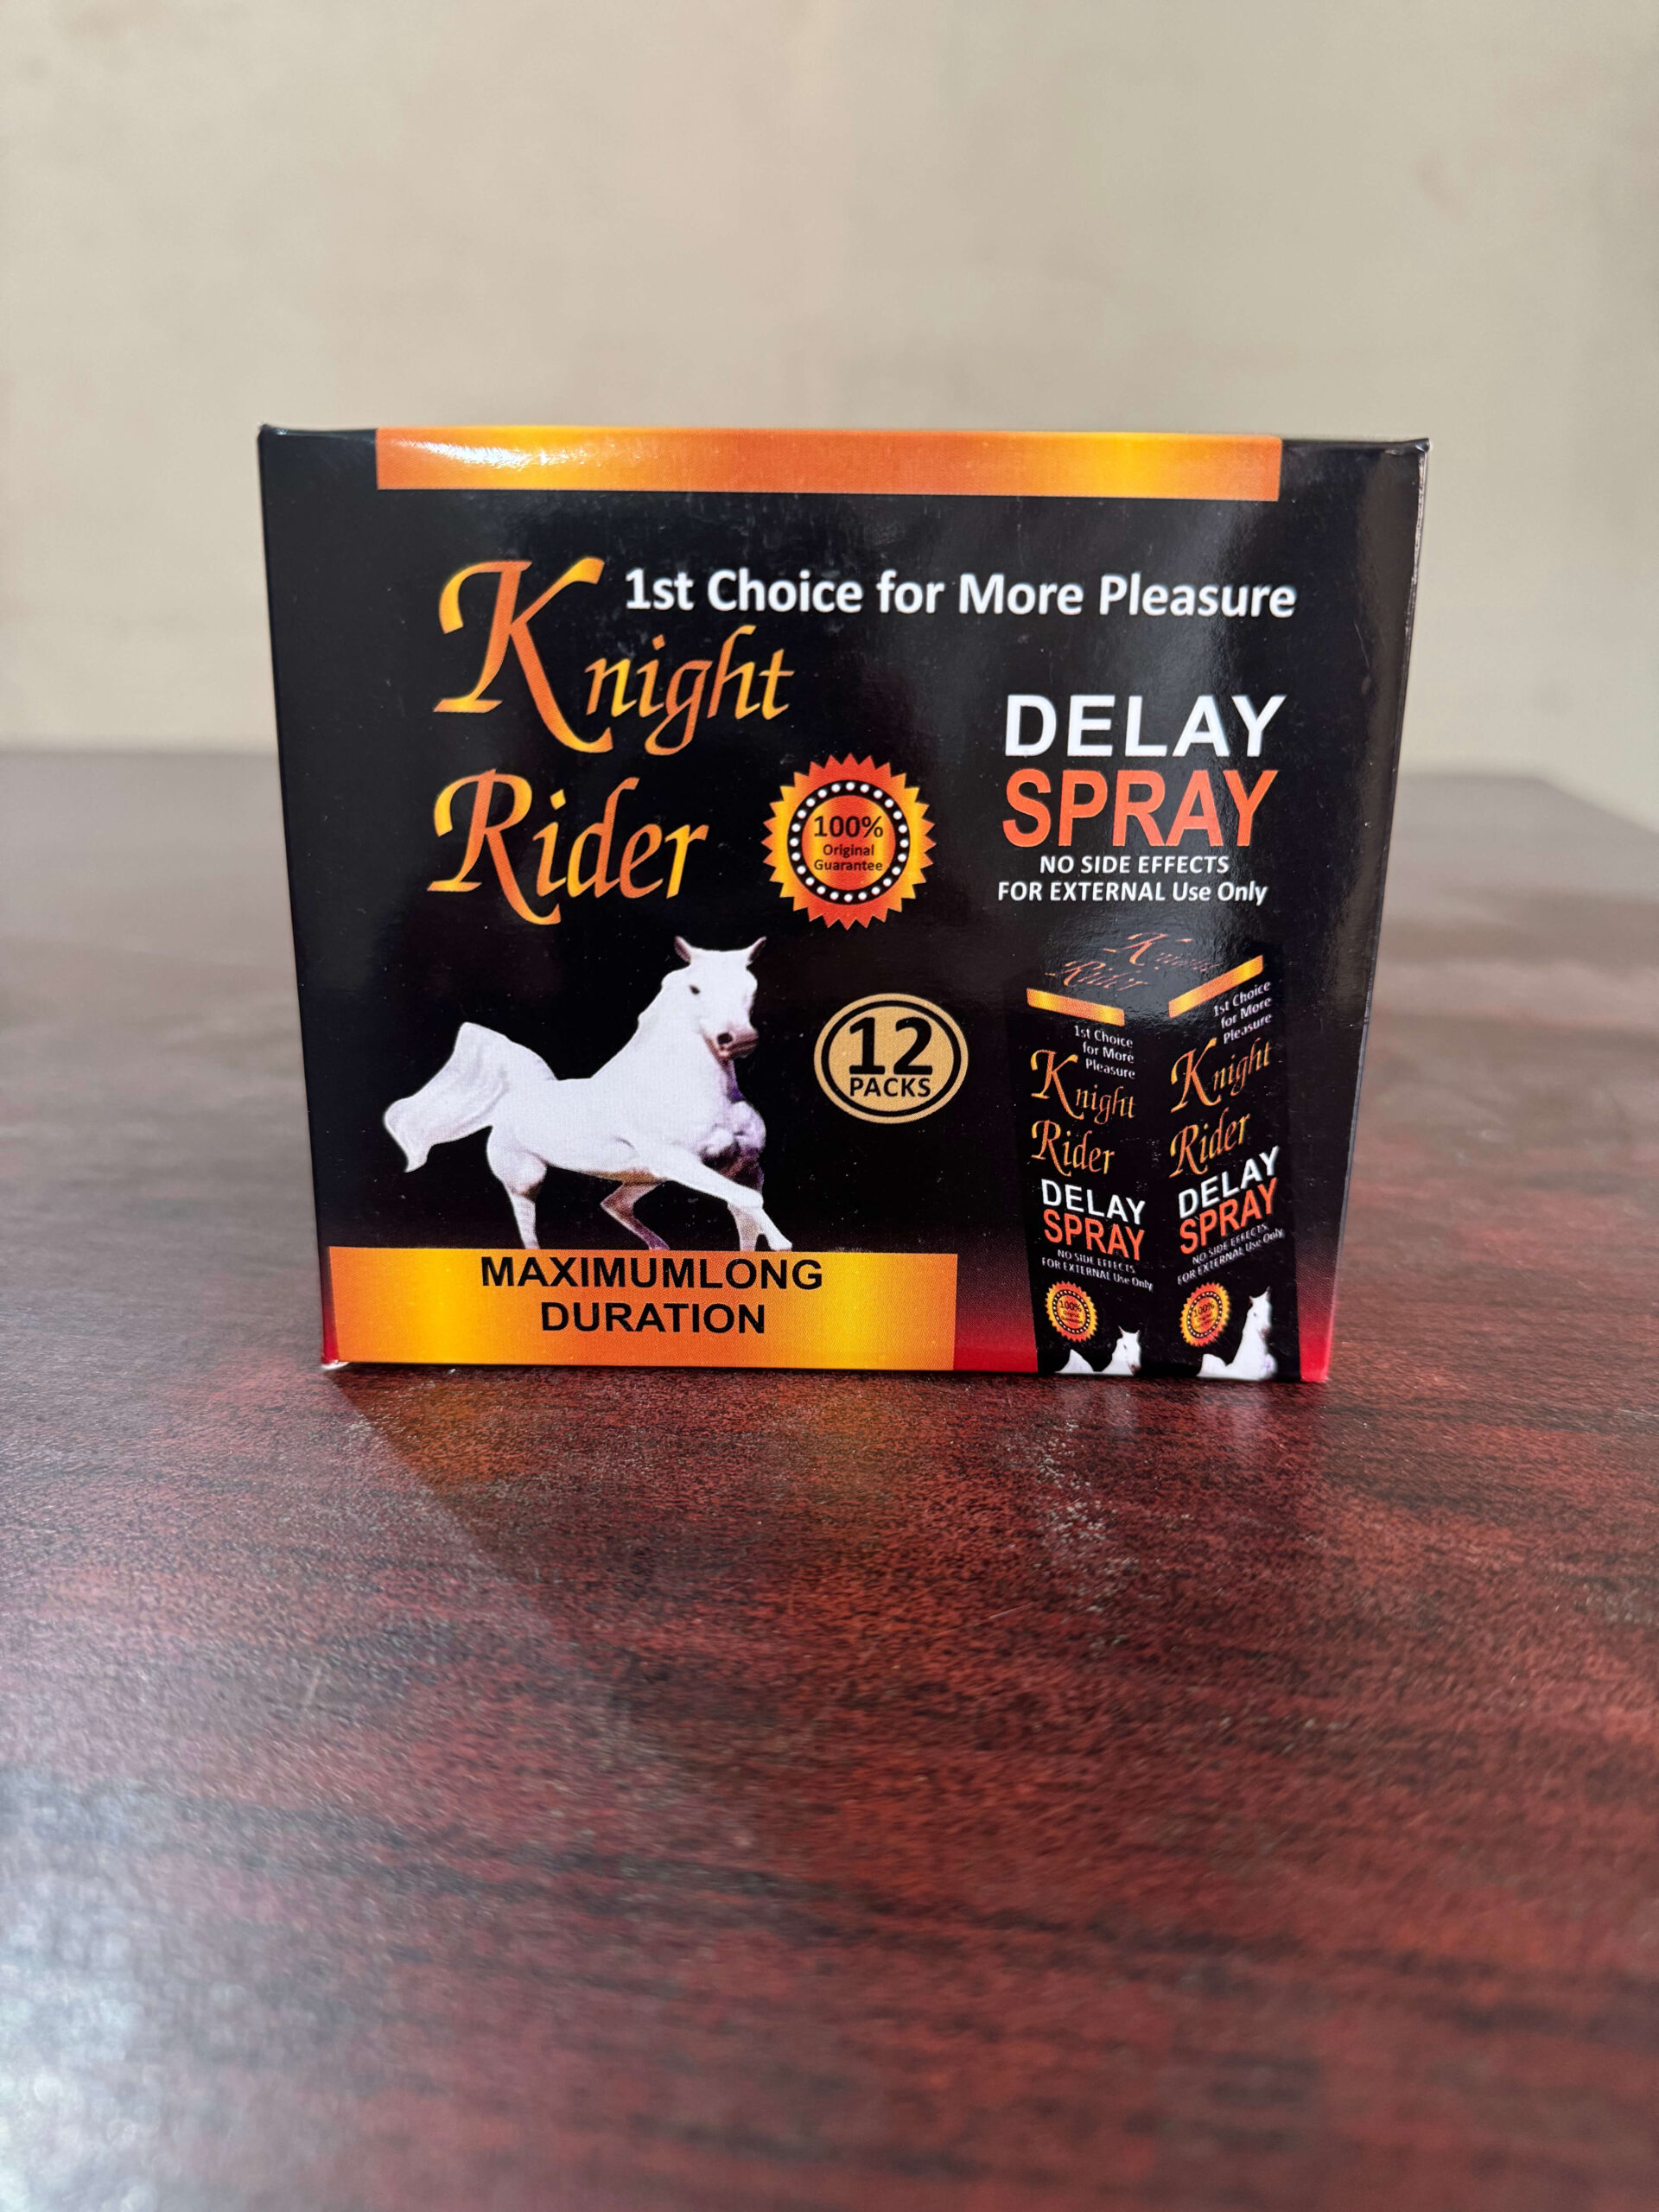 1st Choice for More Pleasure
Knight
Rider
100%
Original
Guarantee
DELAY
SPRAY
NO SIDE EFFECTS
FOR EXTERNAL Use Only
12
PACKS
MAXIMUMLONG
DURATION
Knight
Rider
1st Choice
for More
Pleasure
Knight
Rider
DELAY
SPRAY
NO SIDE EFFECTS
FOR EXTERNAL Use Only
100%
1st Choice
for More
Pleasure
Knight
Rider
DELAY
SPRAY
NO SIDE EFFECTS
FOR EXTERNAL Use Only
100%